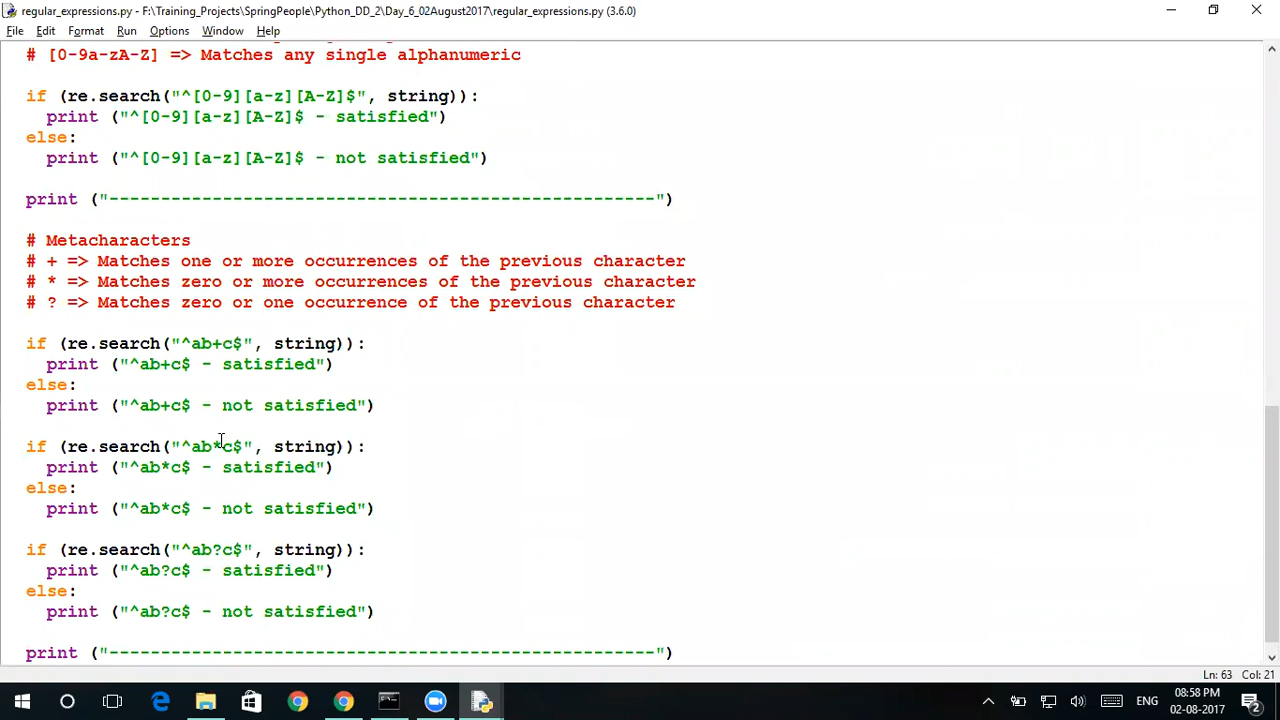 regular_expressions.py - F:\Training_Projects\SpringPeople\Python_DD_2\Day_6_02August2017\regular_expressions.py (3.6.0)
File Edit Format Run Options Window Help
# [0-9a-zA-Z] => Matches any single alphanumeric
if (re.search("^[0-9][a-z][A-Z]$", string)):
print ("^[0-9][a-z][A-Z]$ - satisfied")
else:
print ("^[0-9][a-z][A-Z]$ - not satisfied")
print ("-----------------------------------------------------")
# Metacharacters
# + => Matches one or more occurrences of the previous character
# * => Matches zero or more occurrences of the previous character
# ? => Matches zero or one occurrence of the previous character
if (re.search("^ab+c$", string)):
print ("^ab+c$ - satisfied")
else:
print ("^ab+c$ - not satisfied")
if (re.search("^ab*c$", string)):
print ("^ab*c$ - satisfied")
else:
print ("^ab*c$ - not satisfied")
if (re.search("^ab?c$", string)):
print ("^ab?c$ - satisfied")
else:
print ("^ab?c$ - not satisfied")
print ("-----------------------------------------------------")
Ln: 63 Col: 21
ENG
08:58 PM
02-08-2017
2